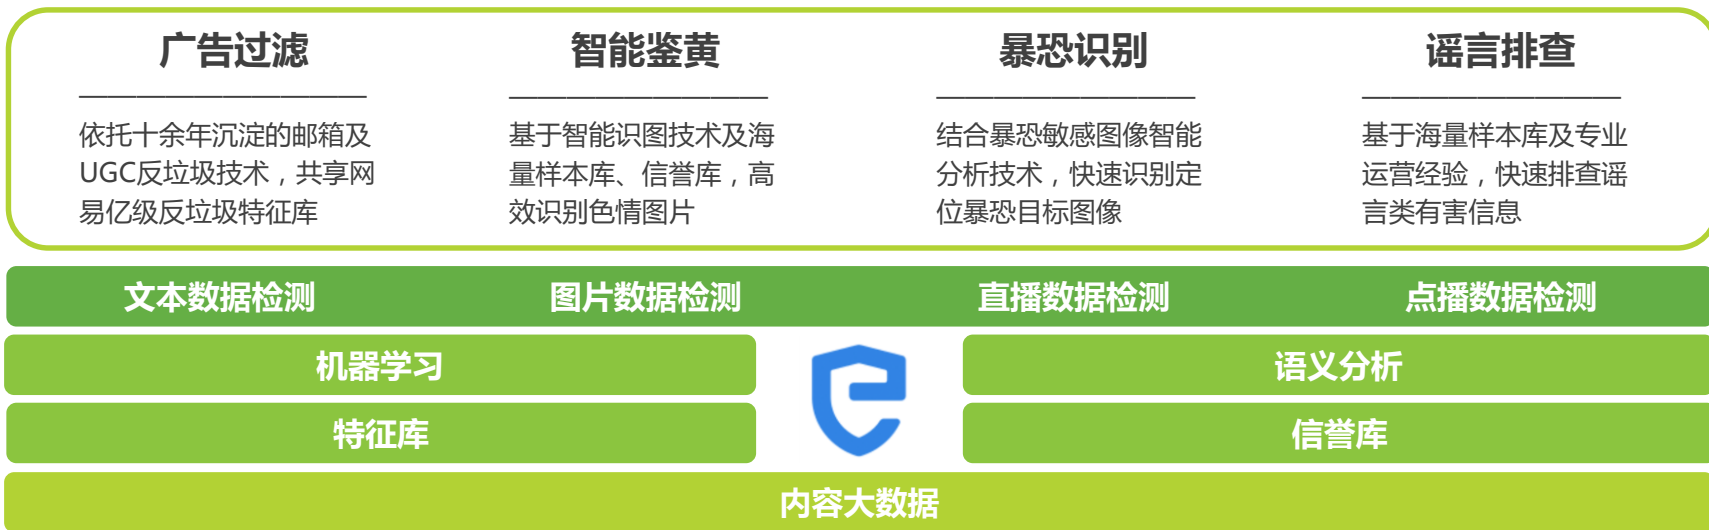 广告过滤
依托十余年沉淀的邮箱及
UGC反垃圾技术，共享网
易亿级反垃圾特征库
智能鉴黄
基于智能识图技术及海
量样本库、信誉库，高
效识别色情图片
暴恐识别
结合暴恐敏感图像智能
分析技术，快速识别定
位暴恐目标图像
谣言排查
基于海量样本库及专业
运营经验，快速排查谣
言类有害信息
文本数据检测
图片数据检测
直播数据检测
点播数据检测
机器学习
语义分析
特征库
信誉库
内容大数据